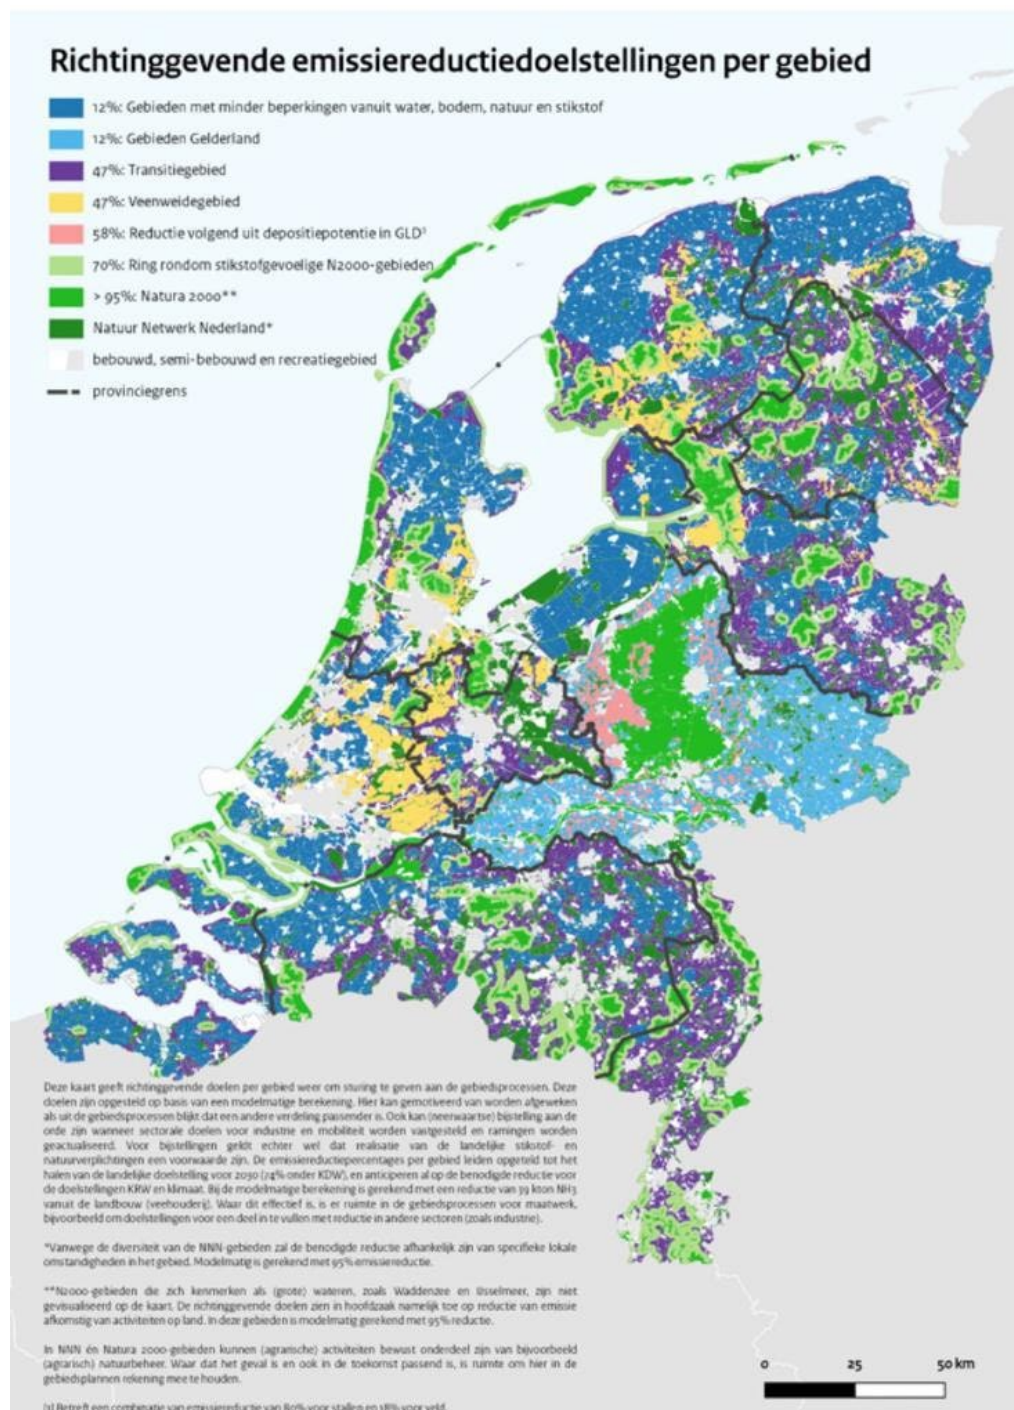 Richtinggevende emissiereductiedoelstellingen per gebied
12%: Gebieden met minder beperkingen vanuit water, bodem, natuur en stikstof
12%: Gebieden Gelderland
47%: Transitiegebied
47%: Veenweidegebied
58%: Reductie volgend uit depositiepotentie in GLD¹
70%: Ring rondom stikstofgevoelige N2000-gebieden
> 95%: Natura 2000**
Natuur Netwerk Nederland*
bebouwd, semi-bebouwd en recreatiegebied
provinciegrens
Deze kaart geeft richtinggevende doelen per gebied weer om sturing te geven aan de gebiedsprocessen. Deze
doelen zijn opgesteld op basis van een modelmatige berekening. Hier kan gemotiveerd van worden afgeweken
als uit de gebiedsprocessen blijkt dat een andere verdeling passender is. Ook kan (neerwaartse) bijstelling aan de
orde zijn wanneer sectorale doelen voor industrie en mobiliteit worden vastgesteld en ramingen worden
geactualiseerd. Voor bijstellingen geldt echter wel dat realisatie van de landelijke stikstof- en
natuurverplichtingen een voorwaarde zijn. De emissiereductiepercentages per gebied leiden opgeteld tot het
halen van de landelijke doelstelling voor 2030 (74% onder KDW), en anticiperen al op de benodigde reductie voor
de doelstellingen KRW en klimaat. Bij de modelmatige berekening is gerekend met een reductie van 39 kton NH3
vanuit de landbouw (veehouderij). Waar dit effectief is, is er ruimte in de gebiedsprocessen voor maatwerk,
bijvoorbeeld om doelstellingen voor een deel in te vullen met reductie in andere sectoren (zoals industrie).
*Vanwege de diversiteit van de NNN-gebieden zal de benodigde reductie afhankelijk zijn van specifieke lokale
omstandigheden in het gebied. Modelmatig is gerekend met 95% emissiereductie.
**N2000-gebieden die zich kenmerken als (grote) wateren, zoals Waddenzee en IJsselmeer, zijn niet
gevisualiseerd op de kaart. De richtinggevende doelen zien in hoofdzaak namelijk toe op reductie van emissie
afkomstig van activiteiten op land. In deze gebieden is modelmatig gerekend met 95% reductie.
In NNN én Natura 2000-gebieden kunnen (agrarische) activiteiten bewust onderdeel zijn van bijvoorbeeld
(agrarisch) natuurbeheer. Waar dat het geval is en ook in de toekomst passend is, is ruimte om hier in de
gebiedsplannen rekening mee te houden.
[1] Betreft een combinatie van emissiereductie van 80% voor stallen en 18% voor veld.
0 25 50 km